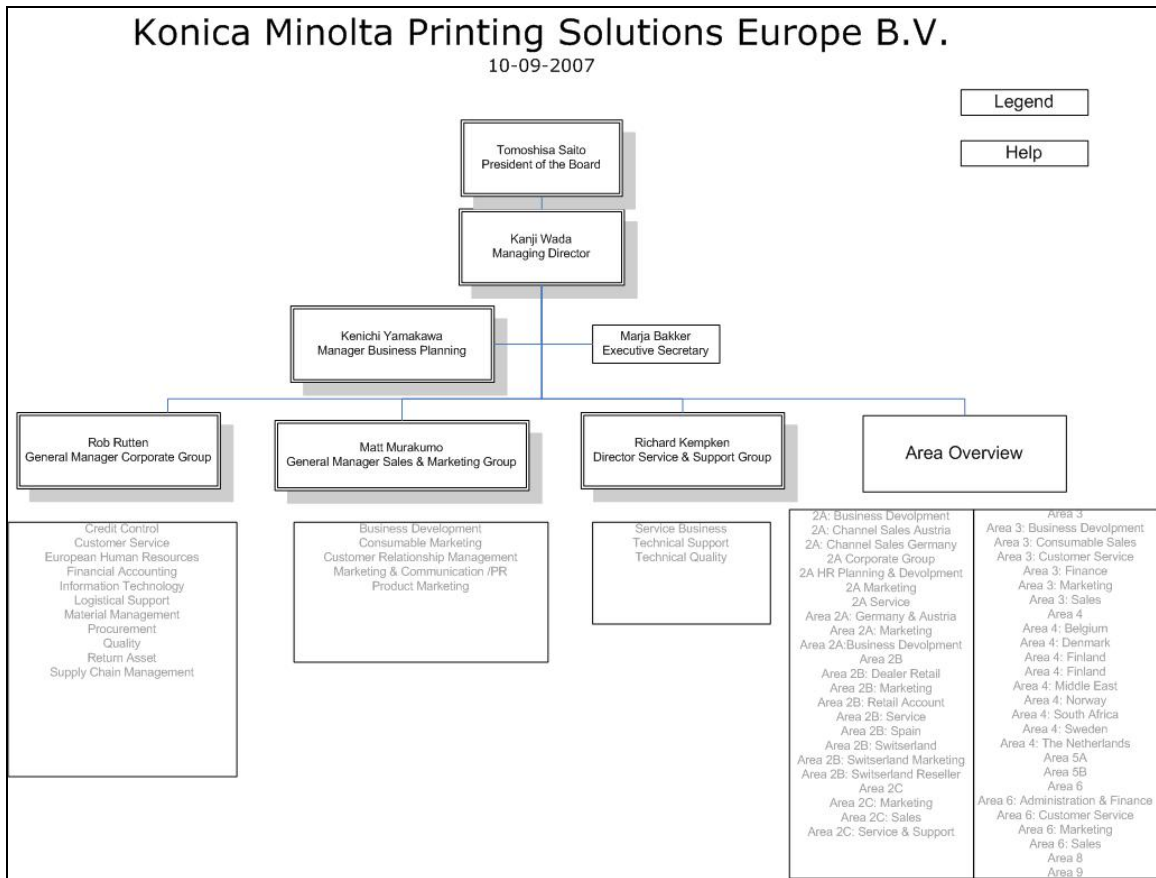 Konica Minolta Printing Solutions Europe B.V.
10-09-2007
Legend
Help
Tomoshisa Saito
President of the Board
Kanji Wada
Managing Director
Kenichi Yamakawa
Manager Business Planning
Marja Bakker
Executive Secretary
Rob Rutten
General Manager Corporate Group
Matt Murakumo
General Manager Sales & Marketing Group
Richard Kempken
Director Service & Support Group
Area Overview
Credit Control
Customer Service
European Human Resources
Financial Accounting
Information Technology
Logistical Support
Material Management
Procurement
Quality
Return Asset
Supply Chain Management
Business Development
Consumable Marketing
Customer Relationship Management
Marketing & Communication /PR
Product Marketing
Service Business
Technical Support
Technical Quality
2A: Business Devolpment
2A: Channel Sales Austria
2A: Channel Sales Germany
2A Corporate Group
2A HR Planning & Devolpment
2A Marketing
2A Service
Area 2A: Germany & Austria
Area 2A: Marketing
Area 2A:Business Devolpment
Area 2B
Area 2B: Dealer Retail
Area 2B: Marketing
Area 2B: Retail Account
Area 2B: Service
Area 2B: Spain
Area 2B: Switserland
Area 2B: Switserland Marketing
Area 2B: Switserland Reseller
Area 2C
Area 2C: Marketing
Area 2C: Sales
Area 2C: Service & Support
Area 3
Area 3: Business Devolpment
Area 3: Consumable Sales
Area 3: Customer Service
Area 3: Finance
Area 3: Marketing
Area 3: Sales
Area 4
Area 4: Belgium
Area 4: Denmark
Area 4: Finland
Area 4: Finland
Area 4: Middle East
Area 4: Norway
Area 4: South Africa
Area 4: Sweden
Area 4: The Netherlands
Area 5A
Area 5B
Area 6
Area 6: Administration & Finance
Area 6: Customer Service
Area 6: Marketing
Area 6: Sales
Area 8
Area 9